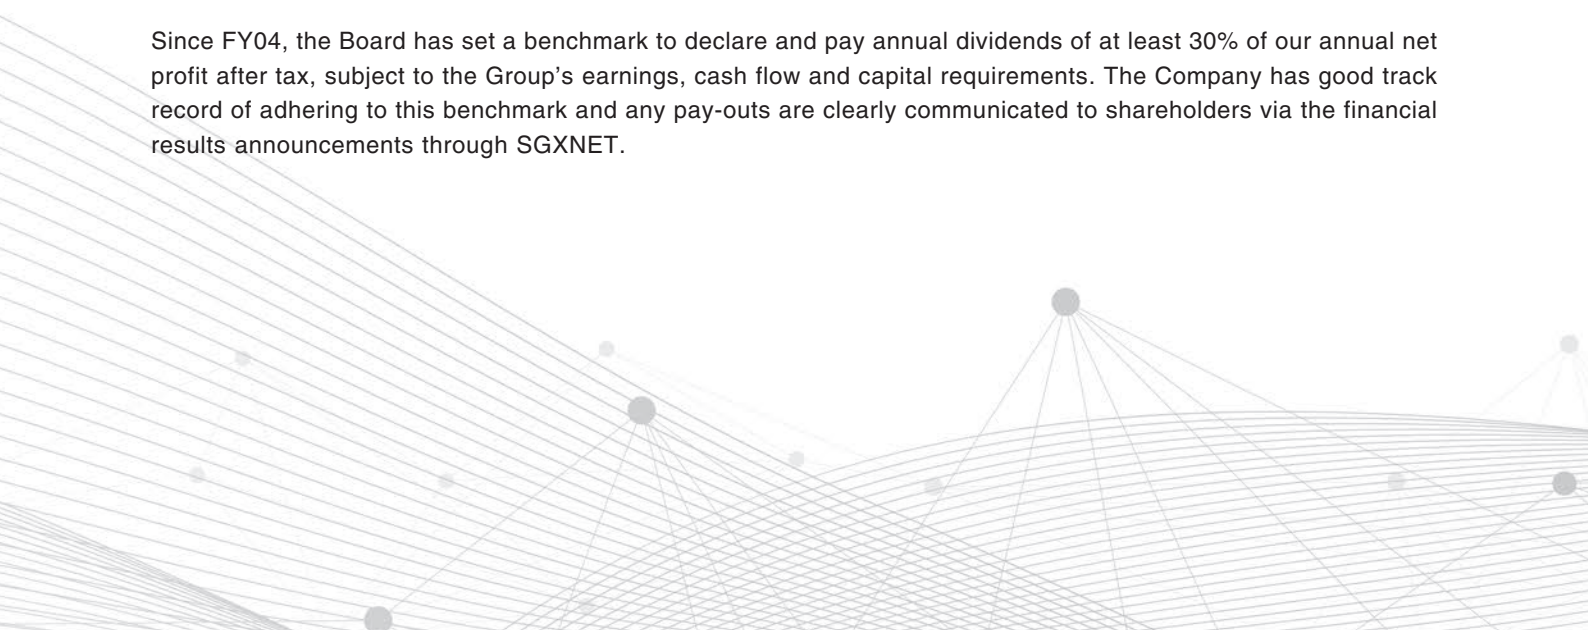 Since FY04, the Board has set a benchmark to declare and pay annual dividends of at least 30% of our annual net
profit after tax, subject to the Group’s earnings, cash flow and capital requirements. The Company has good track
record of adhering to this benchmark and any pay-outs are clearly communicated to shareholders via the financial
results announcements through SGXNET.